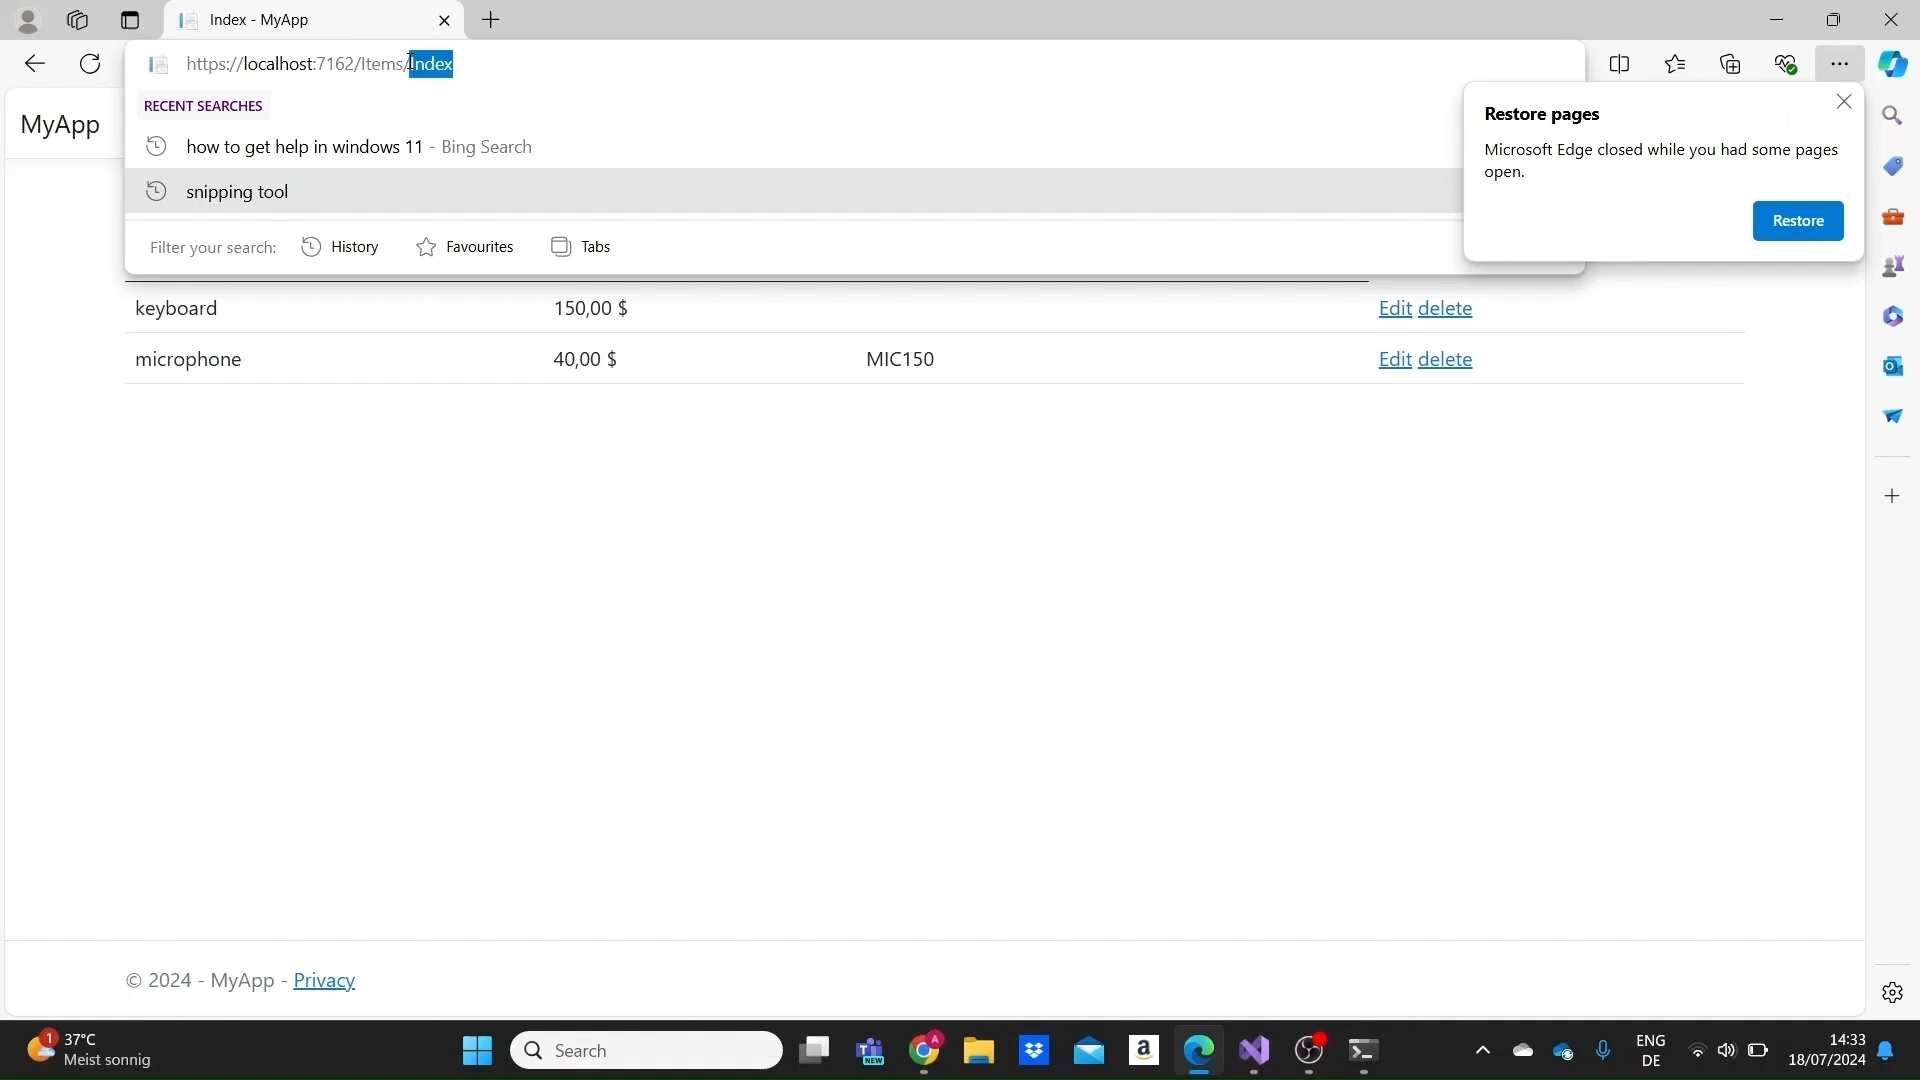 Index - MyApp
https://localhost:7162/Items/Index
RECENT SEARCHES
how to get help in windows 11 - Bing Search
snipping tool
Filter your search: History Favourites Tabs
Restore pages
Microsoft Edge closed while you had some pages
open.
Restore
MyApp
keyboard 150,00 $ Edit delete
microphone 40,00 $ MIC150 Edit delete
© 2024 - MyApp - Privacy
1
37°C
Meist sonnig
Search
T
NEW
A
a
ENG
DE
14:33
18/07/2024